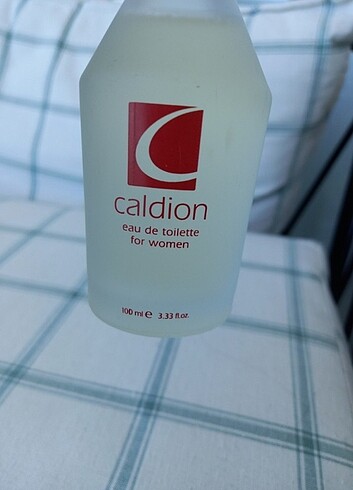 caldion
eau de toilette
for women
100 ml e 3.33 fl.oz.